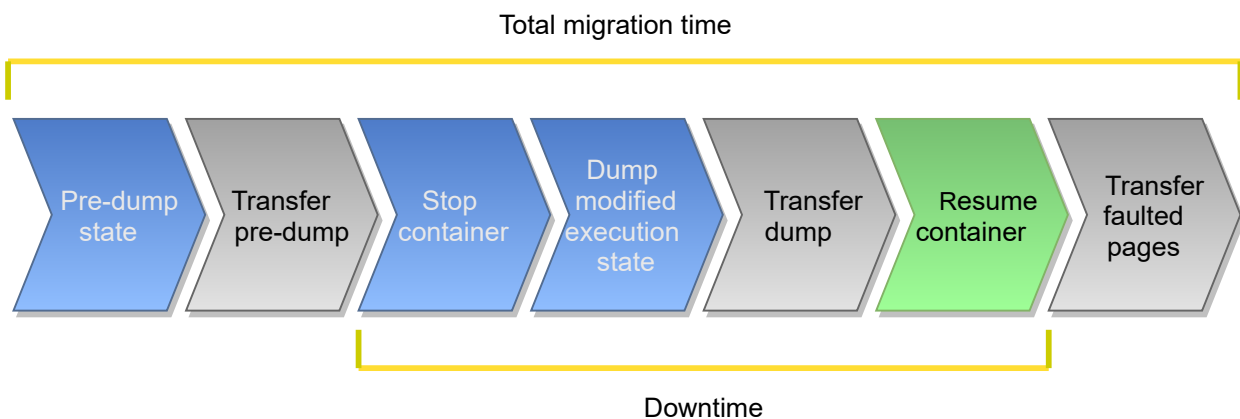 Total migration time
Pre-dump
state
Transfer
pre-dump
Stop
container
Dump
modified
execution
state
Transfer
dump
Resume
container
Transfer
faulted
pages
Downtime